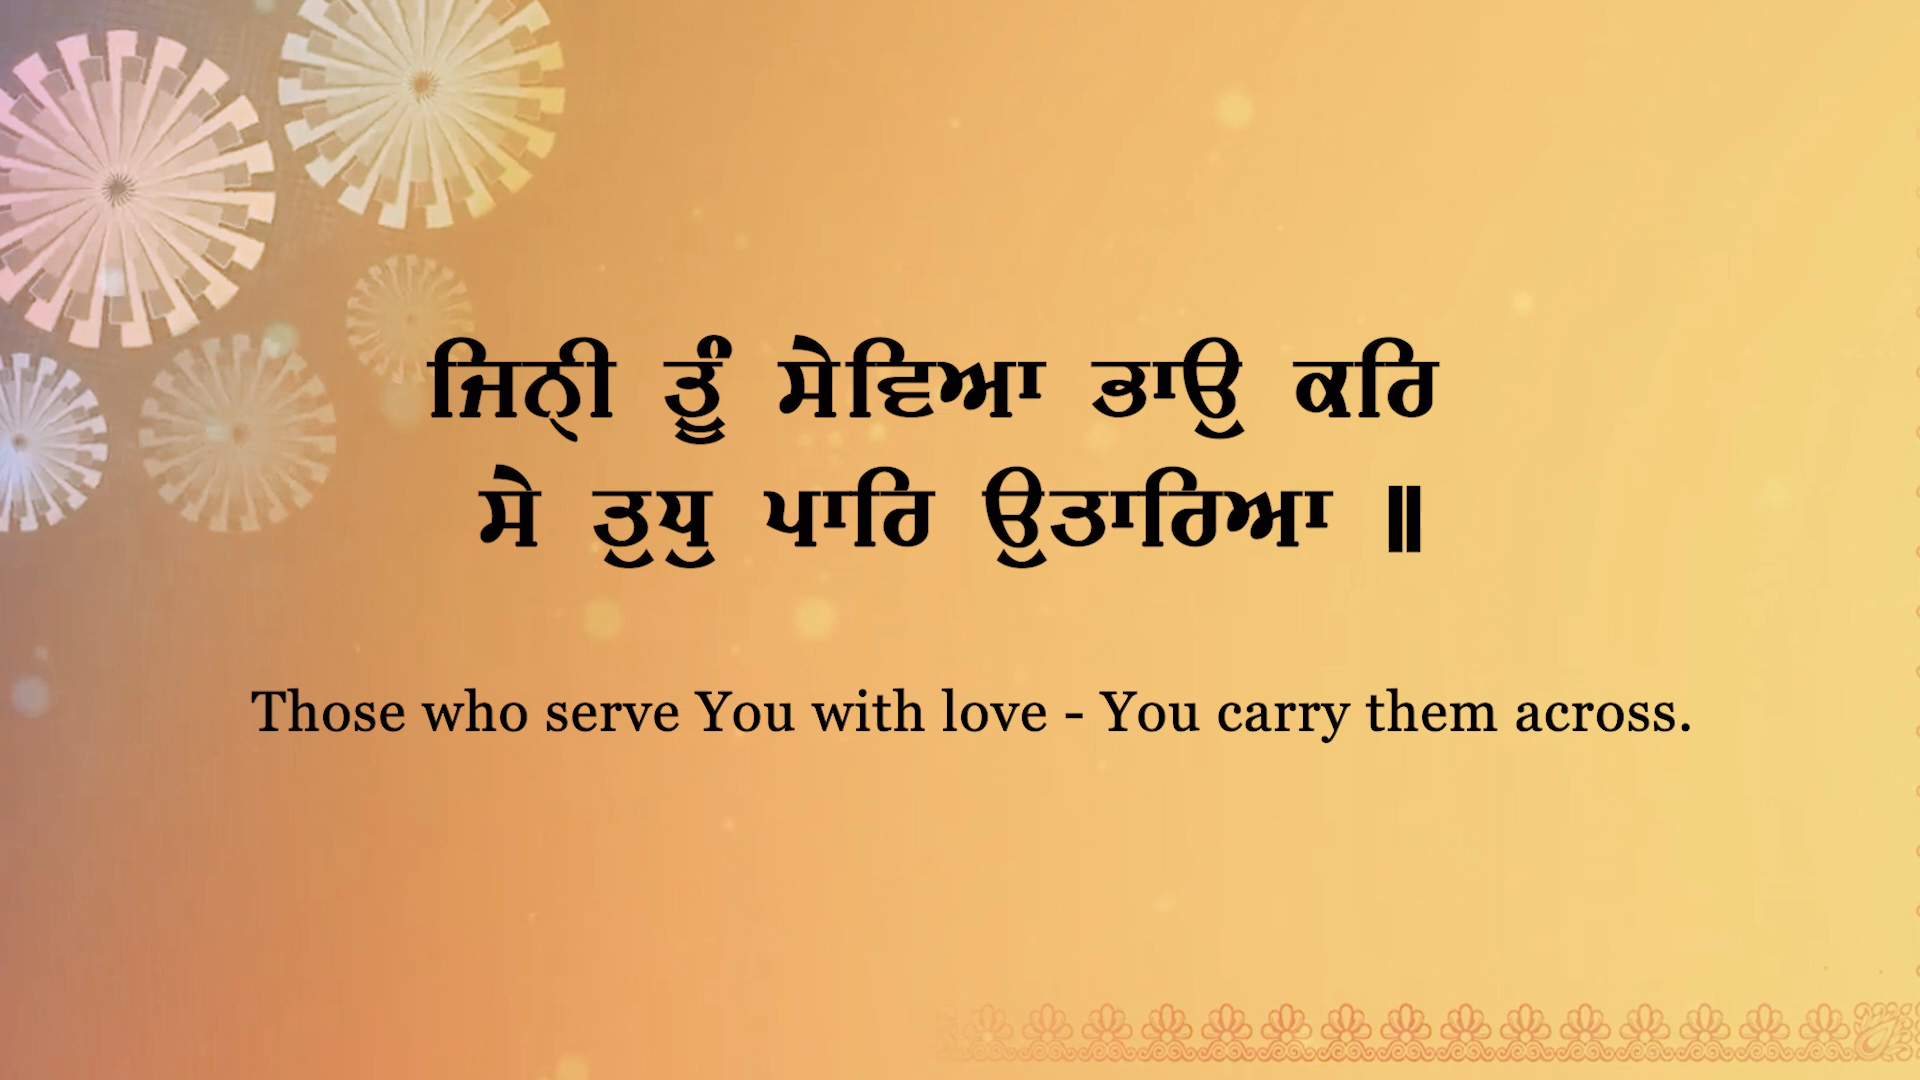 ਜਿਨ੍ਹੀ ਤੂੰ ਸੇਵਿਆ ਭਾਉ ਕਰਿ
ਸੇ ਤੁਧੁ ਪਾਰਿ ਉਤਾਰਿਆ ॥
Those who serve You with love - You carry them across.